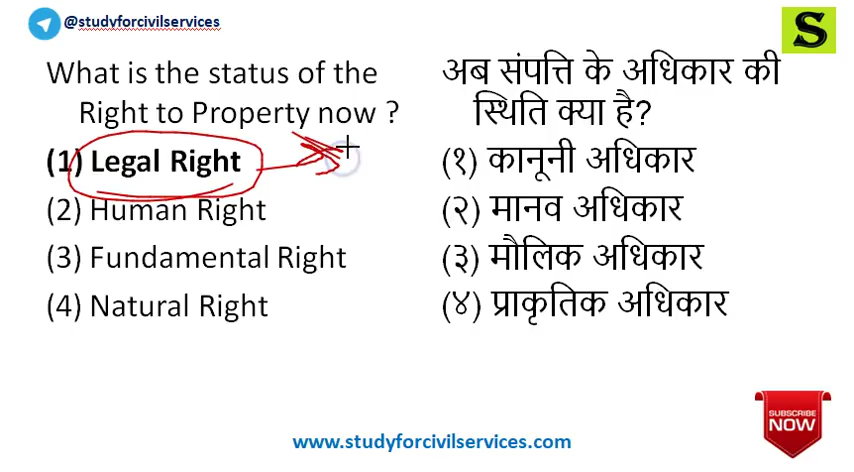 @studyforcivilservices
S
What is the status of the
Right to Property now ?
(1) Legal Right
(2) Human Right
(3) Fundamental Right
(4) Natural Right
अब संपत्ति के अधिकार की
स्थिति क्या है?
(१) कानूनी अधिकार
(२) मानव अधिकार
(३) मौलिक अधिकार
(४) प्राकृतिक अधिकार
SUBSCRIBE
NOW
www.studyforcivilservices.com